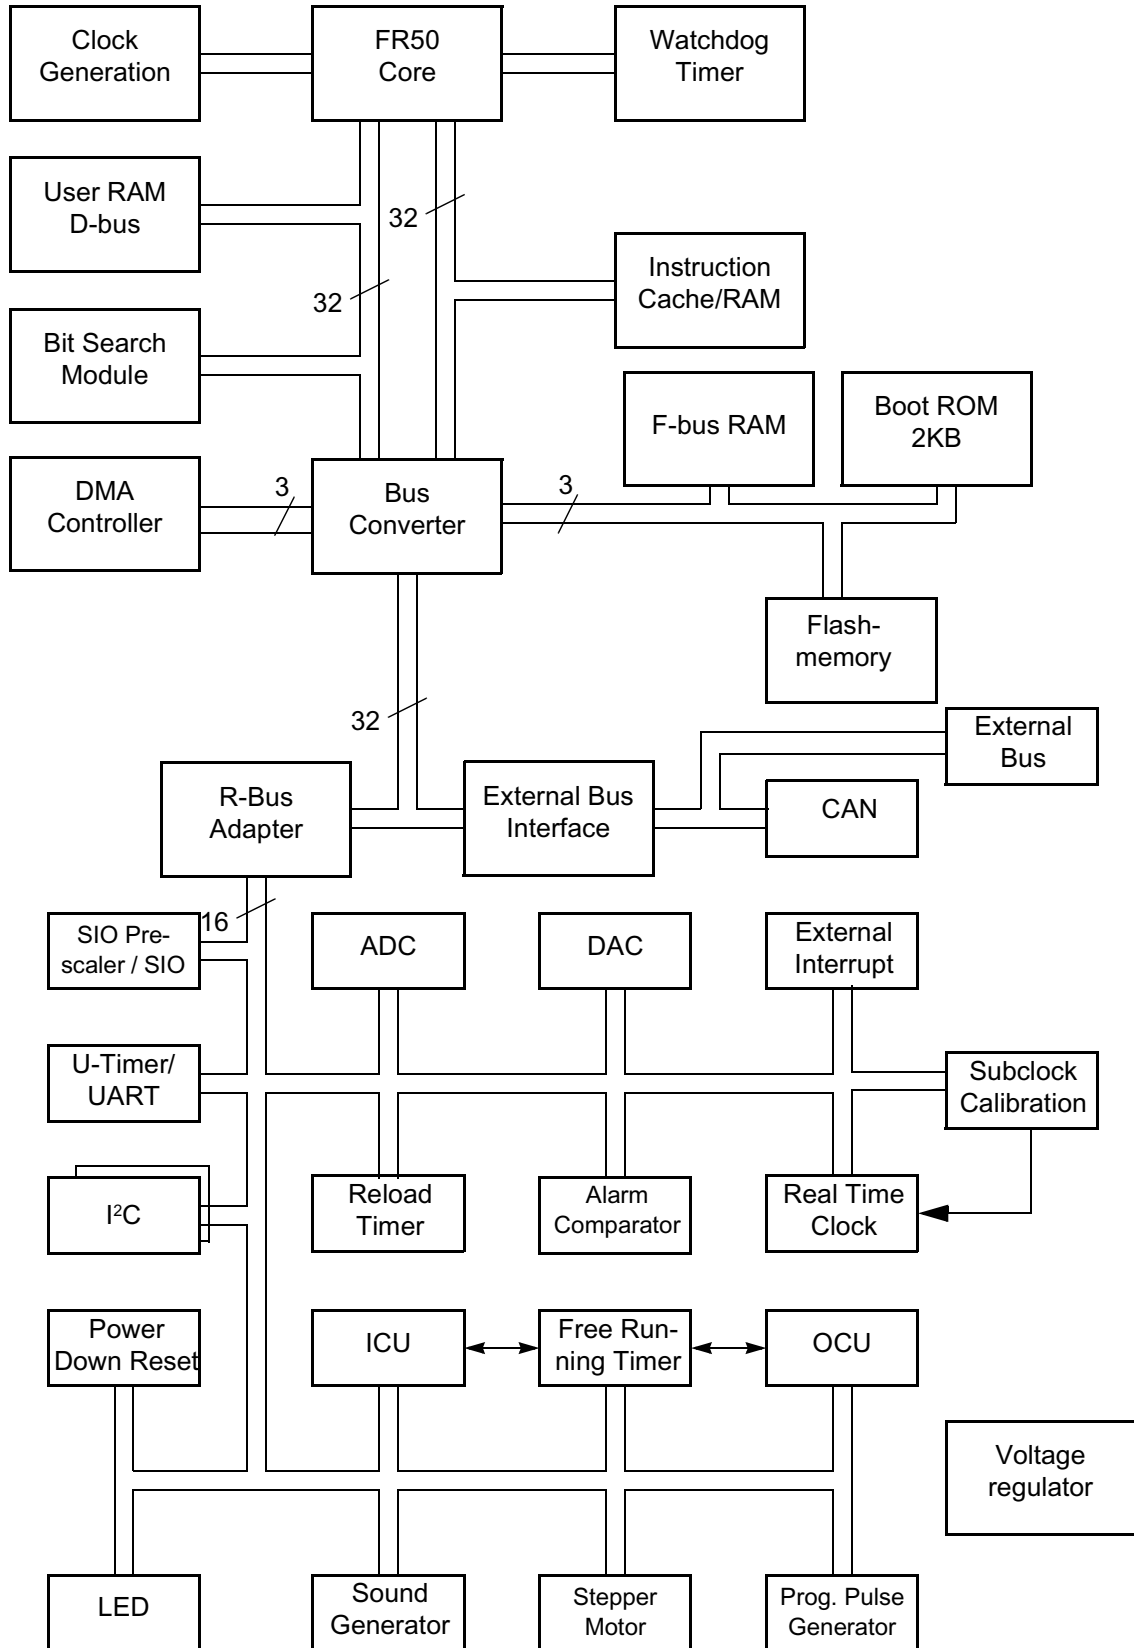 Clock
Generation
FR50
Core
Watchdog
Timer
User RAM
D-bus
32
32
Instruction
Cache/RAM
Bit Search
Module
F-bus RAM
Boot ROM
2KB
DMA
Controller
3
Bus
Converter
3
Flash-
memory
32
External
Bus
R-Bus
Adapter
External Bus
Interface
CAN
16
SIO Pre-
scaler / SIO
ADC
DAC
External
Interrupt
U-Timer/
UART
Subclock
Calibration
I²C
Reload
Timer
Alarm
Comparator
Real Time
Clock
Power
Down Reset
ICU
Free Run-
ning Timer
OCU
Voltage
regulator
LED
Sound
Generator
Stepper
Motor
Prog. Pulse
Generator